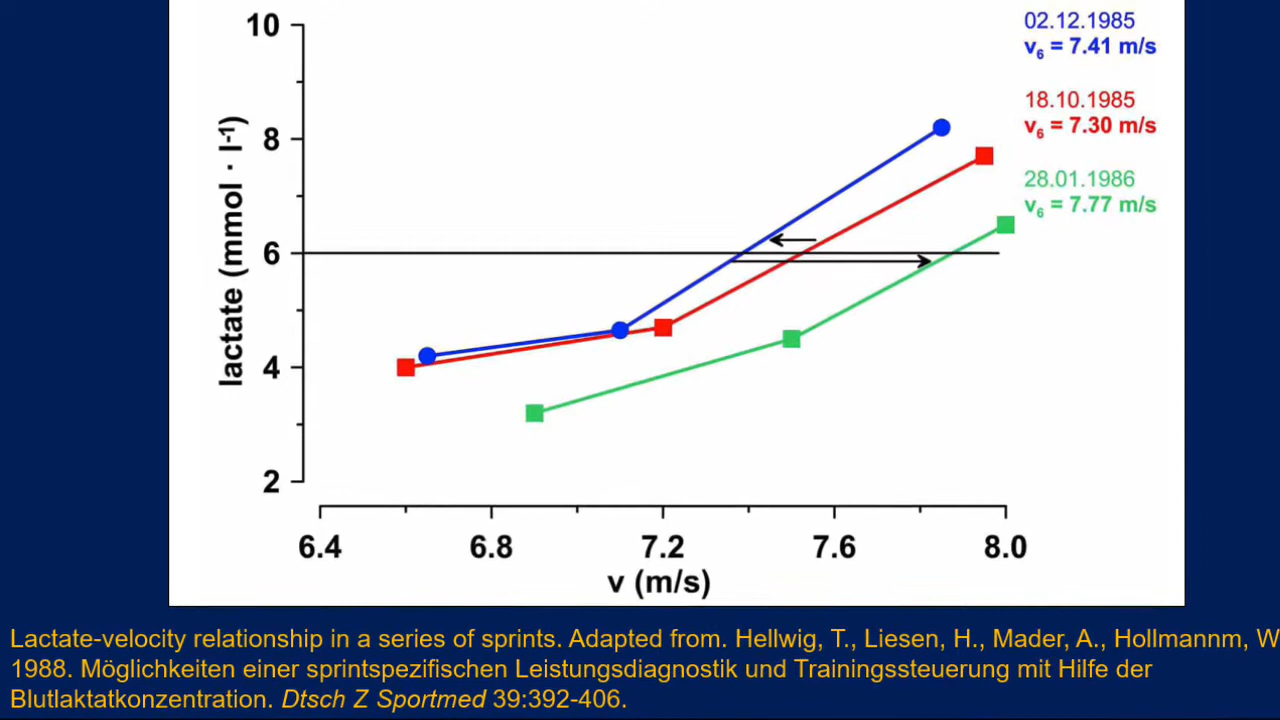 10
8
6
4
2
lactate (mmol · l⁻¹)
6.4 6.8 7.2 7.6 8.0
v (m/s)
02.12.1985
v₆ = 7.41 m/s
18.10.1985
v₆ = 7.30 m/s
28.01.1986
v₆ = 7.77 m/s
Lactate-velocity relationship in a series of sprints. Adapted from. Hellwig, T., Liesen, H., Mader, A., Hollmannm, W
1988. Möglichkeiten einer sprintspezifischen Leistungsdiagnostik und Trainingssteuerung mit Hilfe der
Blutlaktatkonzentration. Dtsch Z Sportmed 39:392-406.